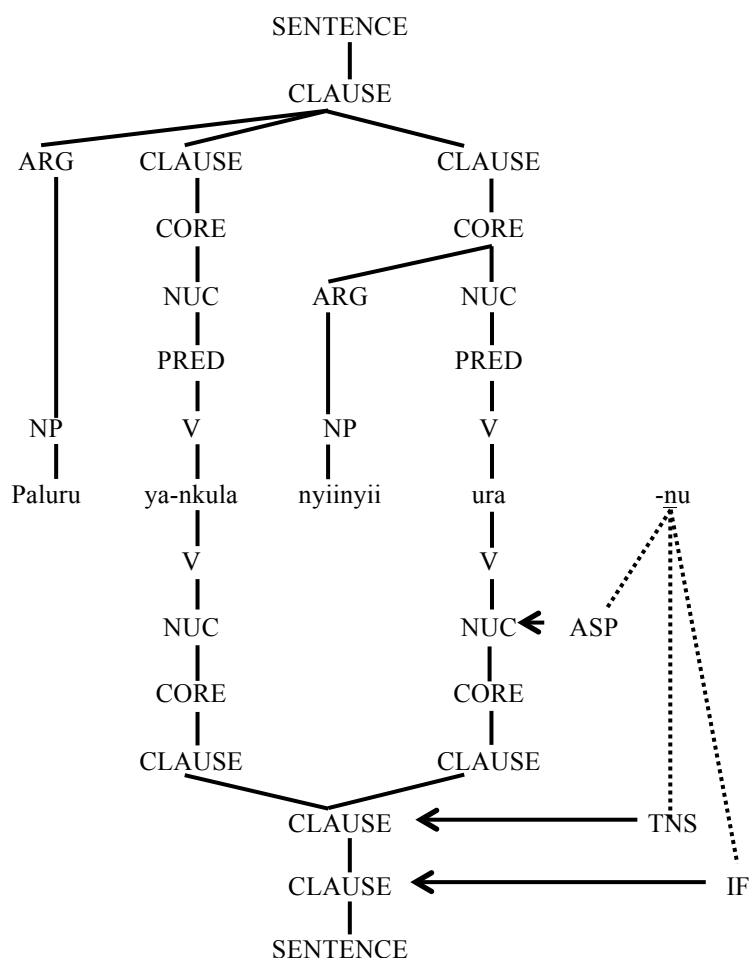 SENTENCE
CLAUSE
ARG CLAUSE CLAUSE
CORE CORE
ARG
NUC NUC
PRED PRED
NP V NP V
Paluru ya-nkula nyiinyii ura -ṉu
V V
NUC NUC ASP
CORE CORE
CLAUSE CLAUSE
CLAUSE TNS
CLAUSE IF
SENTENCE